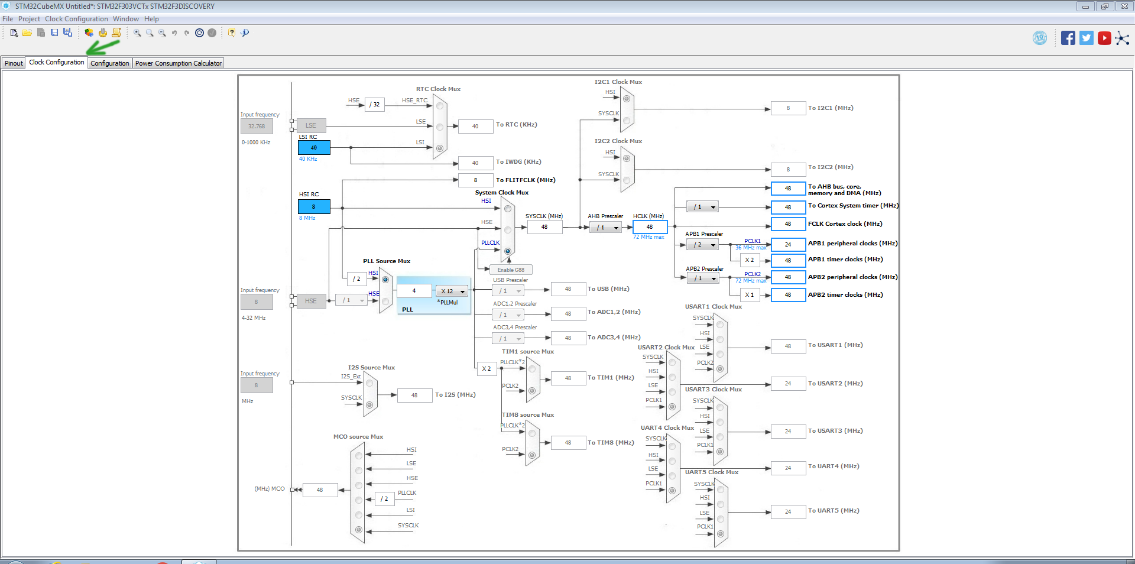 STM32CubeMX Untitled*: STM32F303VCTx STM32F3DISCOVERY
File Project Clock Configuration Window Help
Pinout Clock Configuration Configuration Power Consumption Calculator
RTC Clock Mux
HSE
/ 32
HSE_RTC
Input frequency
32.768
0-1000 KHz
LSE
LSE
40
To RTC (KHz)
LSI RC
40
40 KHz
LSI
40
To IWDG (KHz)
8
To FLITFCLK (MHz)
HSI RC
8
8 MHz
System Clock Mux
HSI
HSE
PLLCLK
Enable CSS
SYSCLK (MHz)
48
AHB Prescaler
/ 1
HCLK (MHz)
48
72 MHz max
I2C1 Clock Mux
HSI
SYSCLK
8
To I2C1 (MHz)
I2C2 Clock Mux
HSI
SYSCLK
8
To I2C2 (MHz)
48
To AHB bus, core,
memory and DMA (MHz)
/ 1
48
To Cortex System timer (MHz)
48
FCLK Cortex clock (MHz)
APB1 Prescaler
/ 2
PCLK1
36 MHz max
24
APB1 peripheral clocks (MHz)
X 2
48
APB1 timer clocks (MHz)
APB2 Prescaler
/ 1
PCLK2
72 MHz max
48
APB2 peripheral clocks (MHz)
X 1
48
APB2 timer clocks (MHz)
PLL Source Mux
/ 2
HSI
Input frequency
8
4-32 MHz
HSE
/ 1
HSE
4
X 12
*PLLMul
PLL
USB Prescaler
/ 1
48
To USB (MHz)
ADC1,2 Prescaler
/ 1
48
To ADC1,2 (MHz)
ADC3,4 Prescaler
/ 1
48
To ADC3,4 (MHz)
X 2
TIM1 source Mux
PLLCLK*2
PCLK2
48
To TIM1 (MHz)
TIM8 source Mux
PLLCLK*2
PCLK2
48
To TIM8 (MHz)
Input frequency
8
MHz
I2S Source Mux
I2S_Ext
SYSCLK
48
To I2S (MHz)
MCO source Mux
HSI
LSE
HSE
PLLCLK
/ 2
LSI
SYSCLK
(MHz) MCO
48
USART1 Clock Mux
SYSCLK
HSI
LSE
PCLK2
48
To USART1 (MHz)
USART2 Clock Mux
SYSCLK
HSI
LSE
PCLK1
24
To USART2 (MHz)
USART3 Clock Mux
SYSCLK
HSI
LSE
PCLK1
24
To USART3 (MHz)
UART4 Clock Mux
SYSCLK
HSI
LSE
PCLK1
24
To UART4 (MHz)
UART5 Clock Mux
SYSCLK
HSI
LSE
PCLK1
24
To UART5 (MHz)